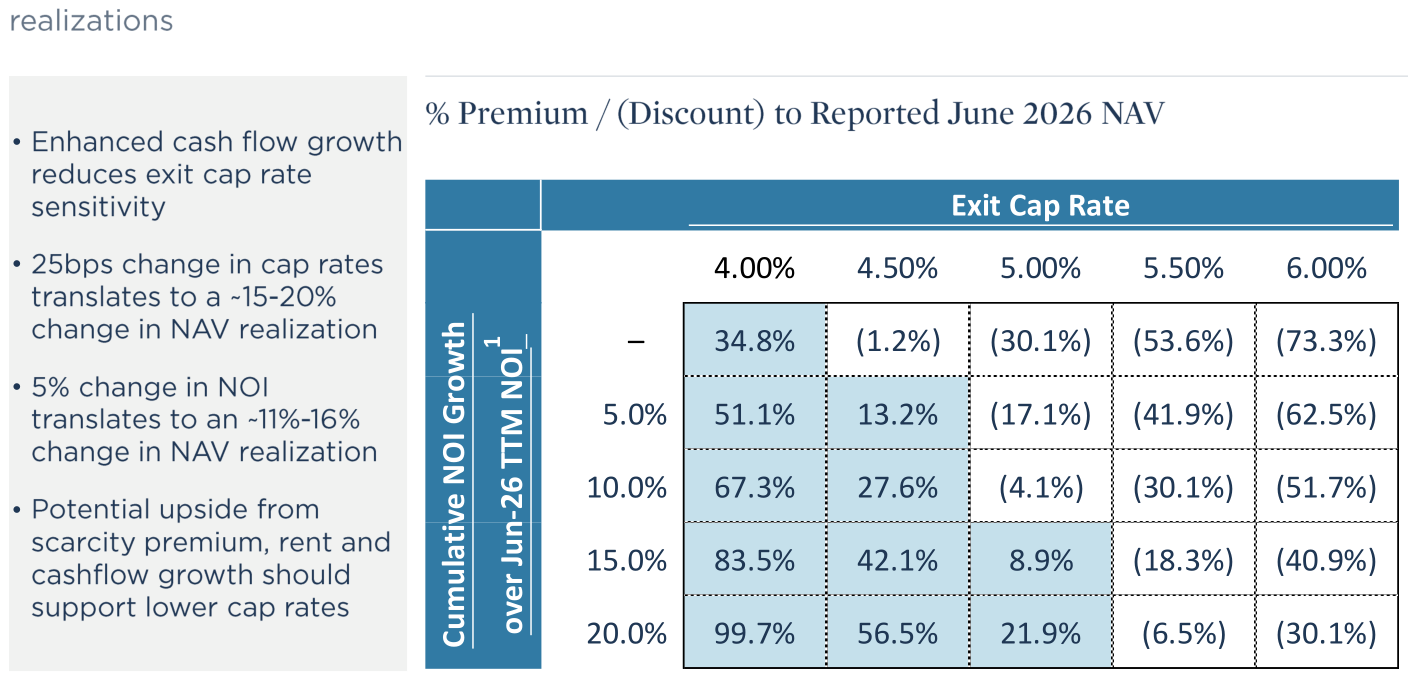 realizations
• Enhanced cash flow growth
reduces exit cap rate
sensitivity
• 25bps change in cap rates
translates to a ~15-20%
change in NAV realization
• 5% change in NOI
translates to an ~11%-16%
change in NAV realization
• Potential upside from
scarcity premium, rent and
cashflow growth should
support lower cap rates
% Premium / (Discount) to Reported June 2026 NAV
Exit Cap Rate
4.00% 4.50% 5.00% 5.50% 6.00%
Cumulative NOI Growth
over Jun-26 TTM NOI¹
– 34.8% (1.2%) (30.1%) (53.6%) (73.3%)
5.0% 51.1% 13.2% (17.1%) (41.9%) (62.5%)
10.0% 67.3% 27.6% (4.1%) (30.1%) (51.7%)
15.0% 83.5% 42.1% 8.9% (18.3%) (40.9%)
20.0% 99.7% 56.5% 21.9% (6.5%) (30.1%)